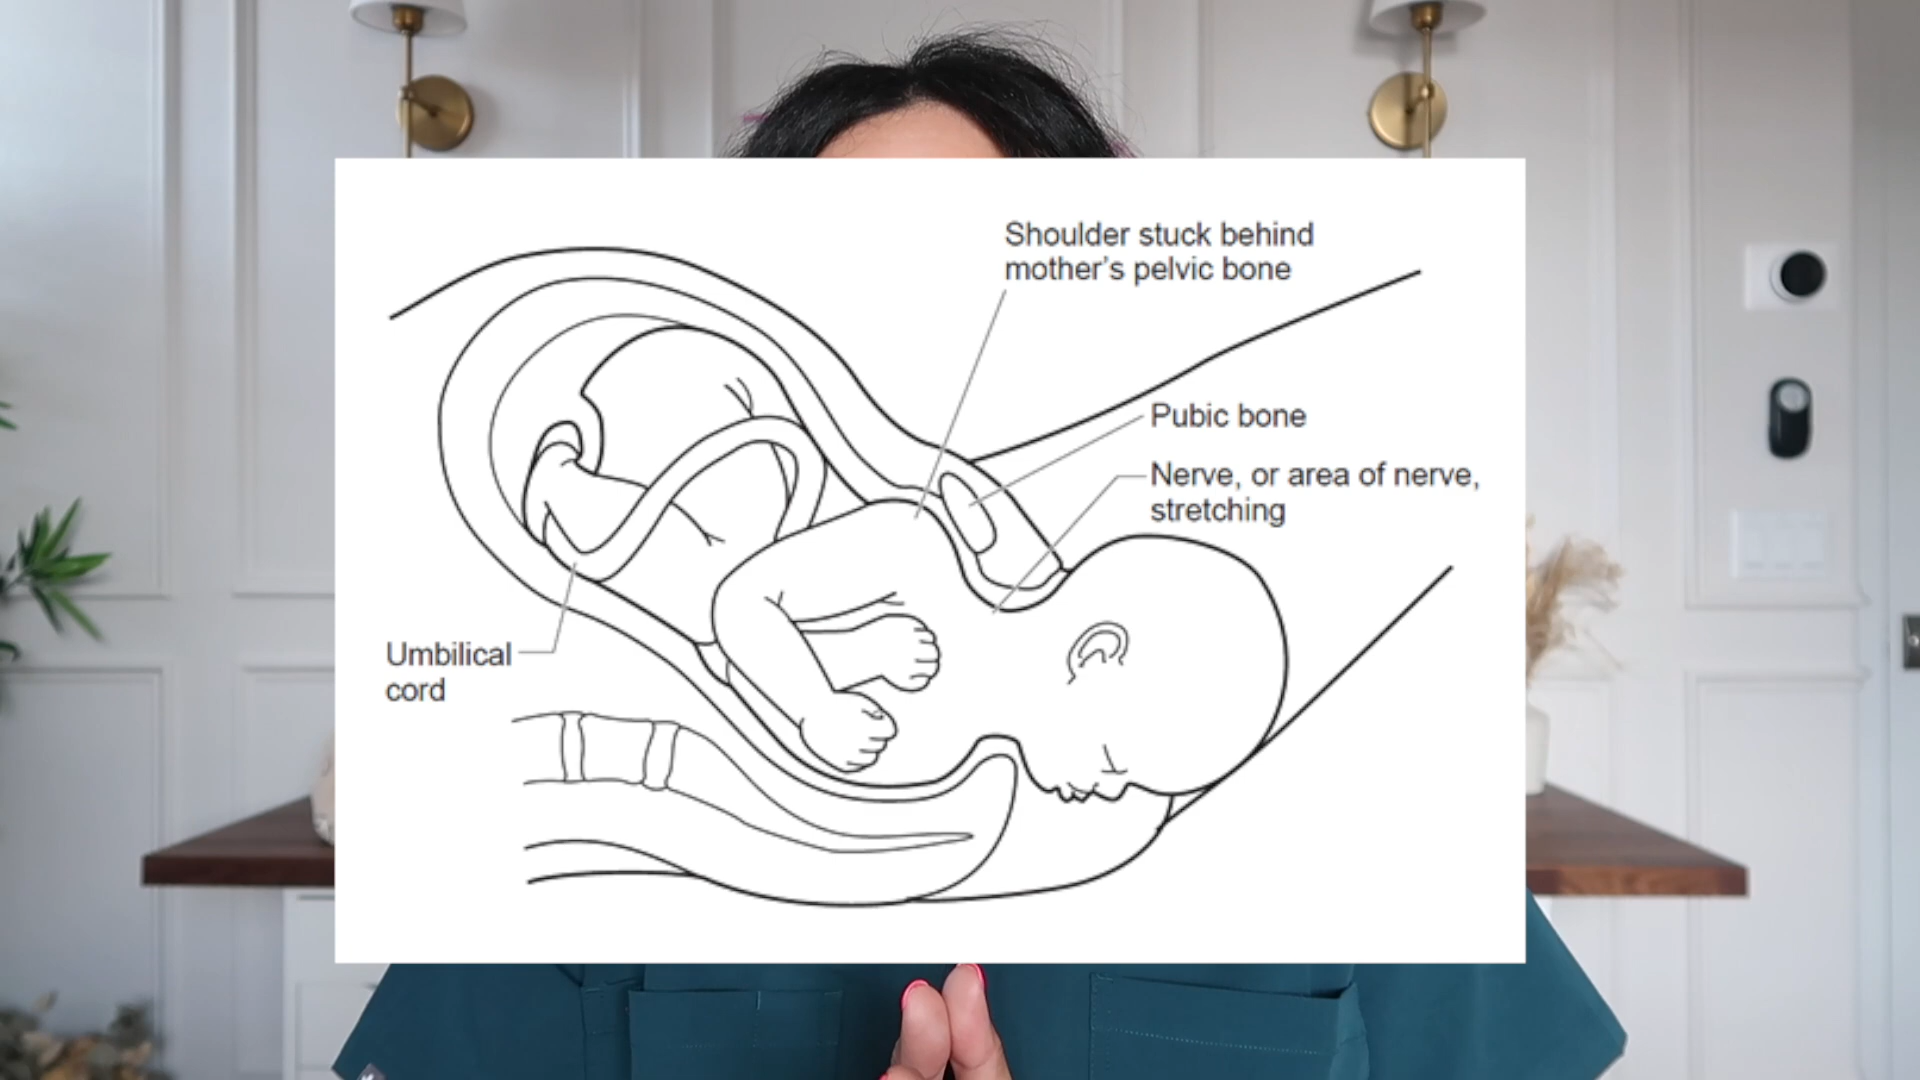 Shoulder stuck behind
mother's pelvic bone
Pubic bone
Nerve, or area of nerve,
stretching
Umbilical
cord